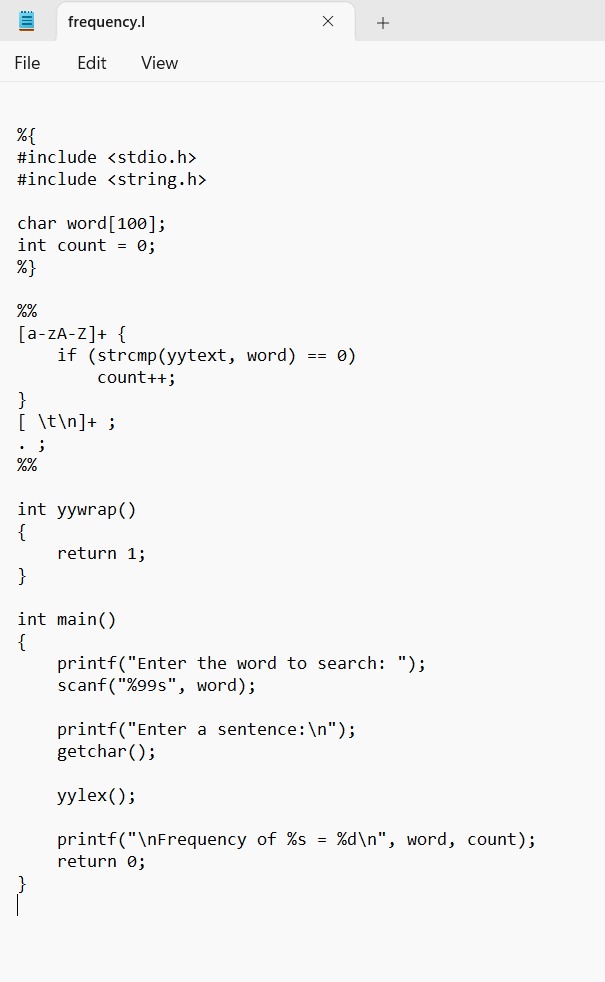 frequency.l
File Edit View
%{
#include <stdio.h>
#include <string.h>
char word[100];
int count = 0;
%}
%%
[a-zA-Z]+ {
    if (strcmp(yytext, word) == 0)
        count++;
}
[ \t\n]+ ;
. ;
%%
int yywrap()
{
    return 1;
}
int main()
{
    printf("Enter the word to search: ");
    scanf("%99s", word);
    printf("Enter a sentence:\n");
    getchar();
    yylex();
    printf("\nFrequency of %s = %d\n", word, count);
    return 0;
}